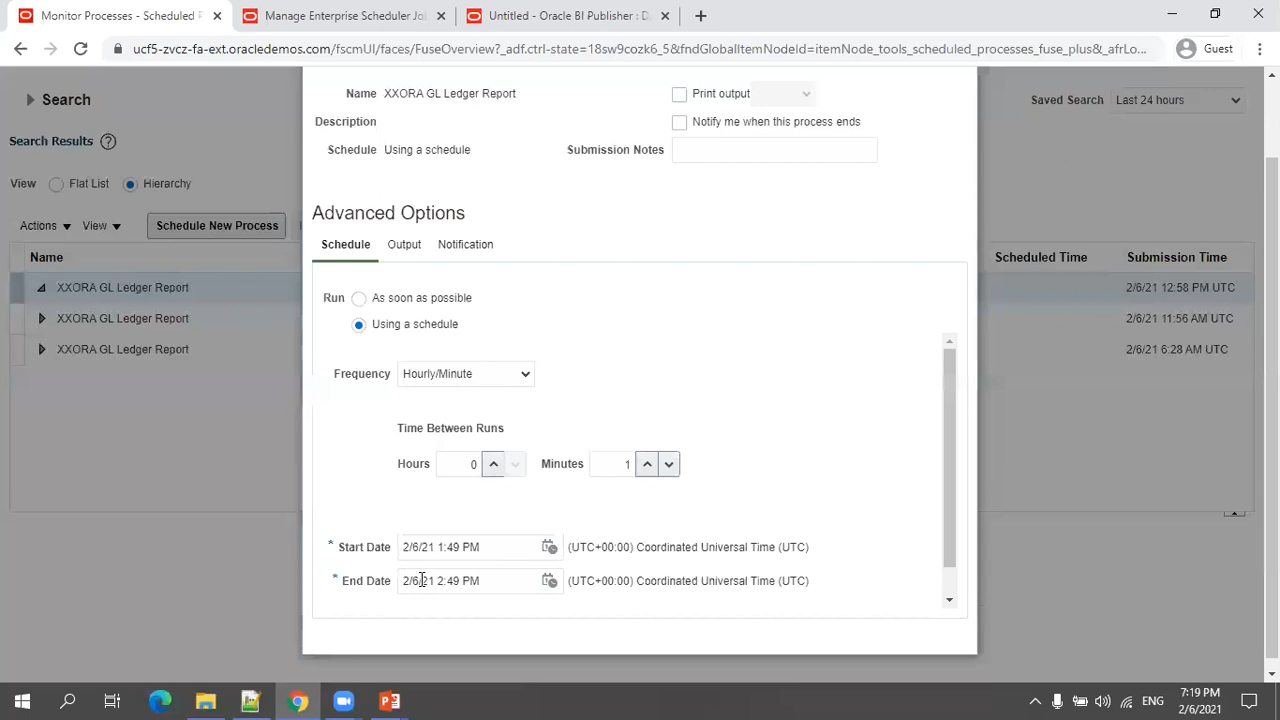 Monitor Processes - Scheduled P
Manage Enterprise Scheduler Jo
Untitled - Oracle BI Publisher : D
ucf5-zvcz-fa-ext.oracledemos.com/fscmUI/faces/FuseOverview?_adf.ctrl-state=18sw9cozk6_5&fndGlobalItemNodeId=itemNode_tools_scheduled_processes_fuse_plus&_afrLo...
Guest
Search
Saved Search Last 24 hours
Search Results
View Flat List Hierarchy
Actions View Schedule New Process
Name Scheduled Time Submission Time
XXORA GL Ledger Report 2/6/21 12:58 PM UTC
XXORA GL Ledger Report 2/6/21 11:56 AM UTC
XXORA GL Ledger Report 2/6/21 6:28 AM UTC
Name XXORA GL Ledger Report Print output
Description Notify me when this process ends
Schedule Using a schedule Submission Notes
Advanced Options
Schedule Output Notification
Run As soon as possible
Using a schedule
Frequency Hourly/Minute
Time Between Runs
Hours 0 Minutes 1
* Start Date 2/6/21 1:49 PM (UTC+00:00) Coordinated Universal Time (UTC)
* End Date 2/6/21 2:49 PM (UTC+00:00) Coordinated Universal Time (UTC)
ENG
7:19 PM
2/6/2021